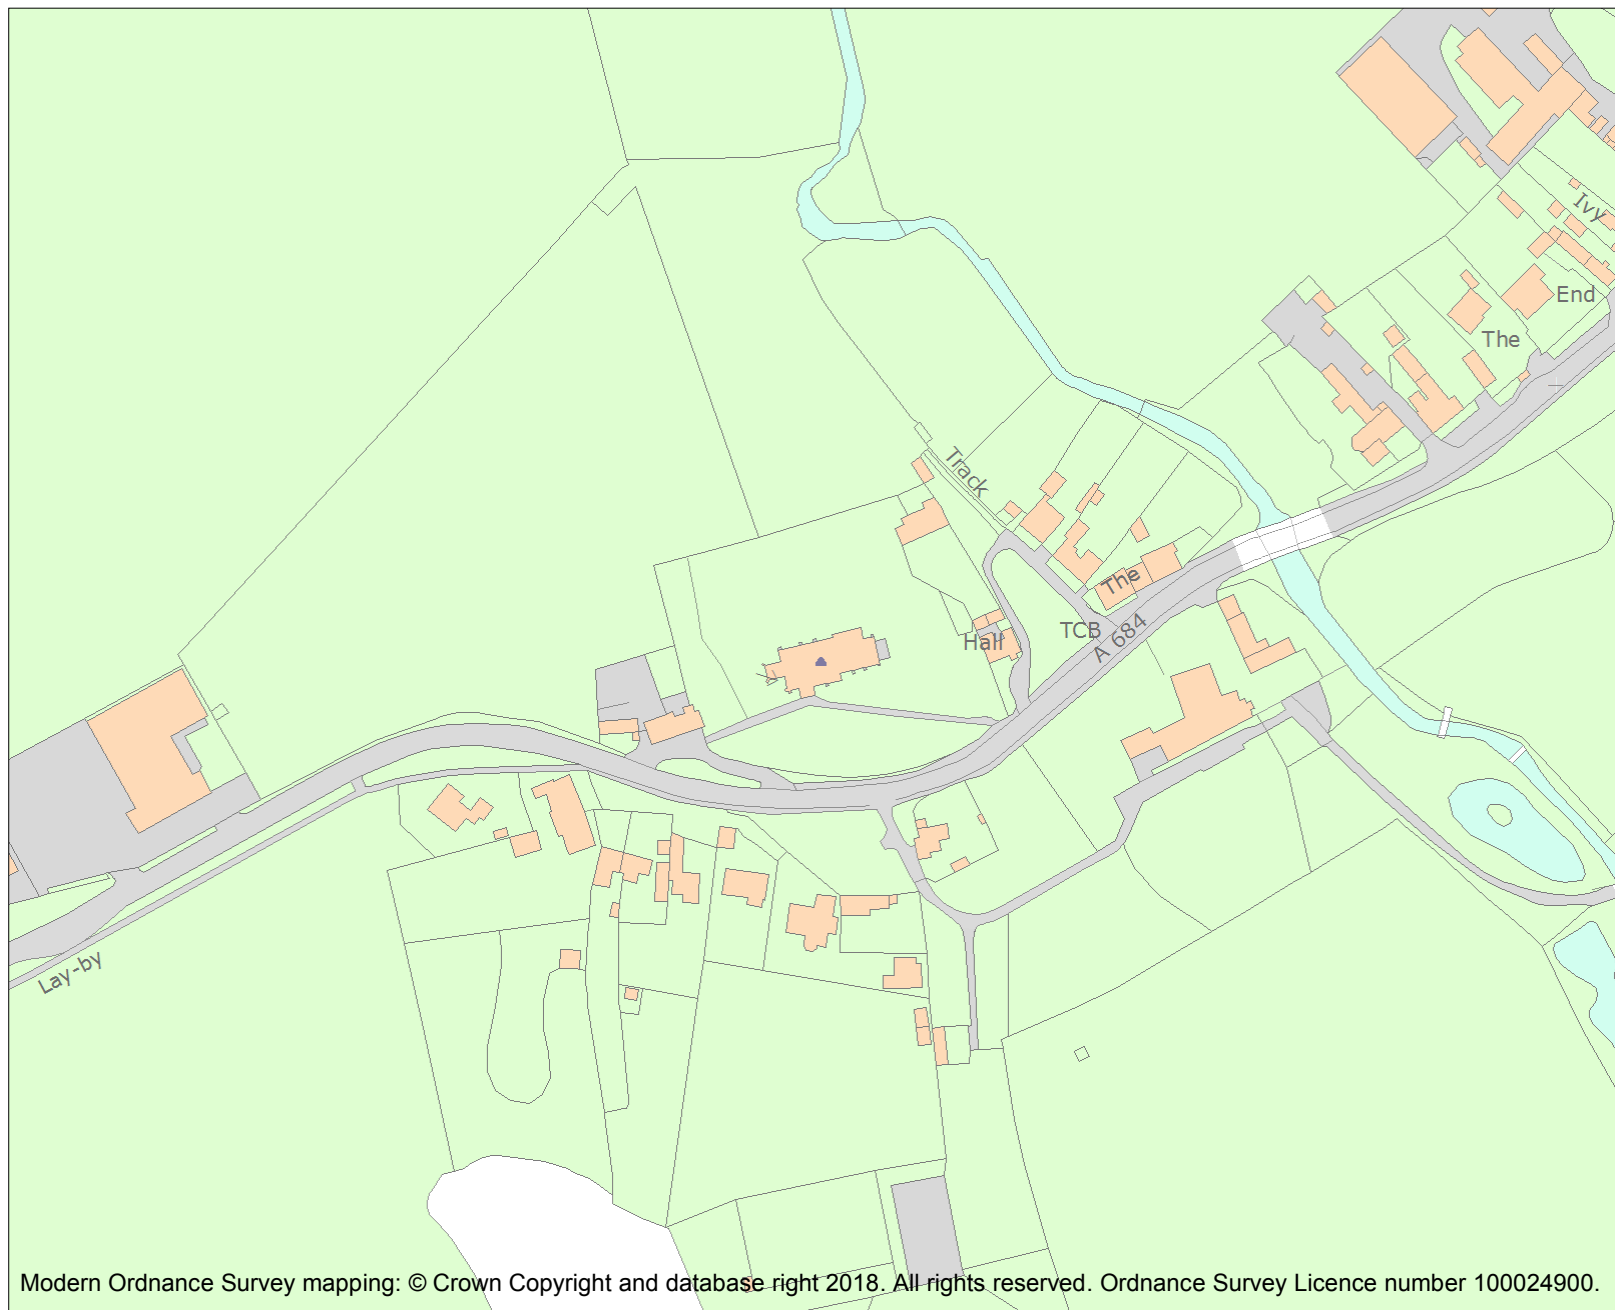 Ivy
End
The
Track
The
TCB
A 684
Hall
Lay-by
Modern Ordnance Survey mapping: © Crown Copyright and database right 2018. All rights reserved. Ordnance Survey Licence number 100024900.